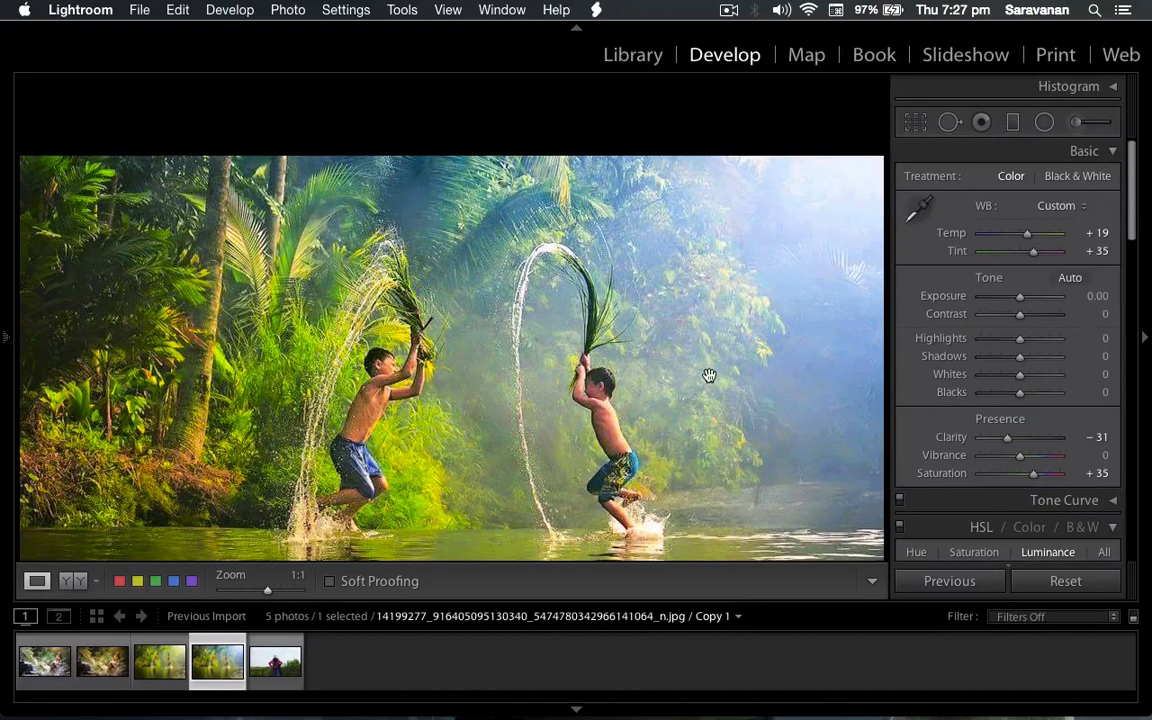 Lightroom File Edit Develop Photo Settings Tools View Window Help 97% Thu 7:27 pm Saravanan
Library | Develop | Map | Book | Slideshow | Print | Web
Histogram
Basic
Treatment : Color Black & White
WB : Custom
Temp + 19
Tint + 35
Tone Auto
Exposure 0.00
Contrast 0
Highlights 0
Shadows 0
Whites 0
Blacks 0
Presence
Clarity − 31
Vibrance 0
Saturation + 35
Tone Curve
HSL / Color / B & W
Hue Saturation Luminance All
YY Zoom 1:1 Soft Proofing Previous Reset
1 2 Previous Import 5 photos / 1 selected / 14199277_916405095130340_5474780342966141064_n.jpg / Copy 1 Filter : Filters Off